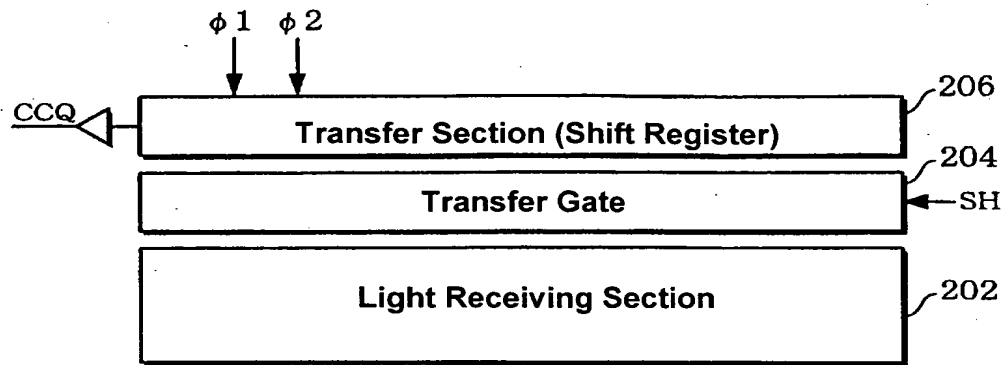 φ1 φ2
206
CCQ
Transfer Section (Shift Register)
204
Transfer Gate
SH
Light Receiving Section
202